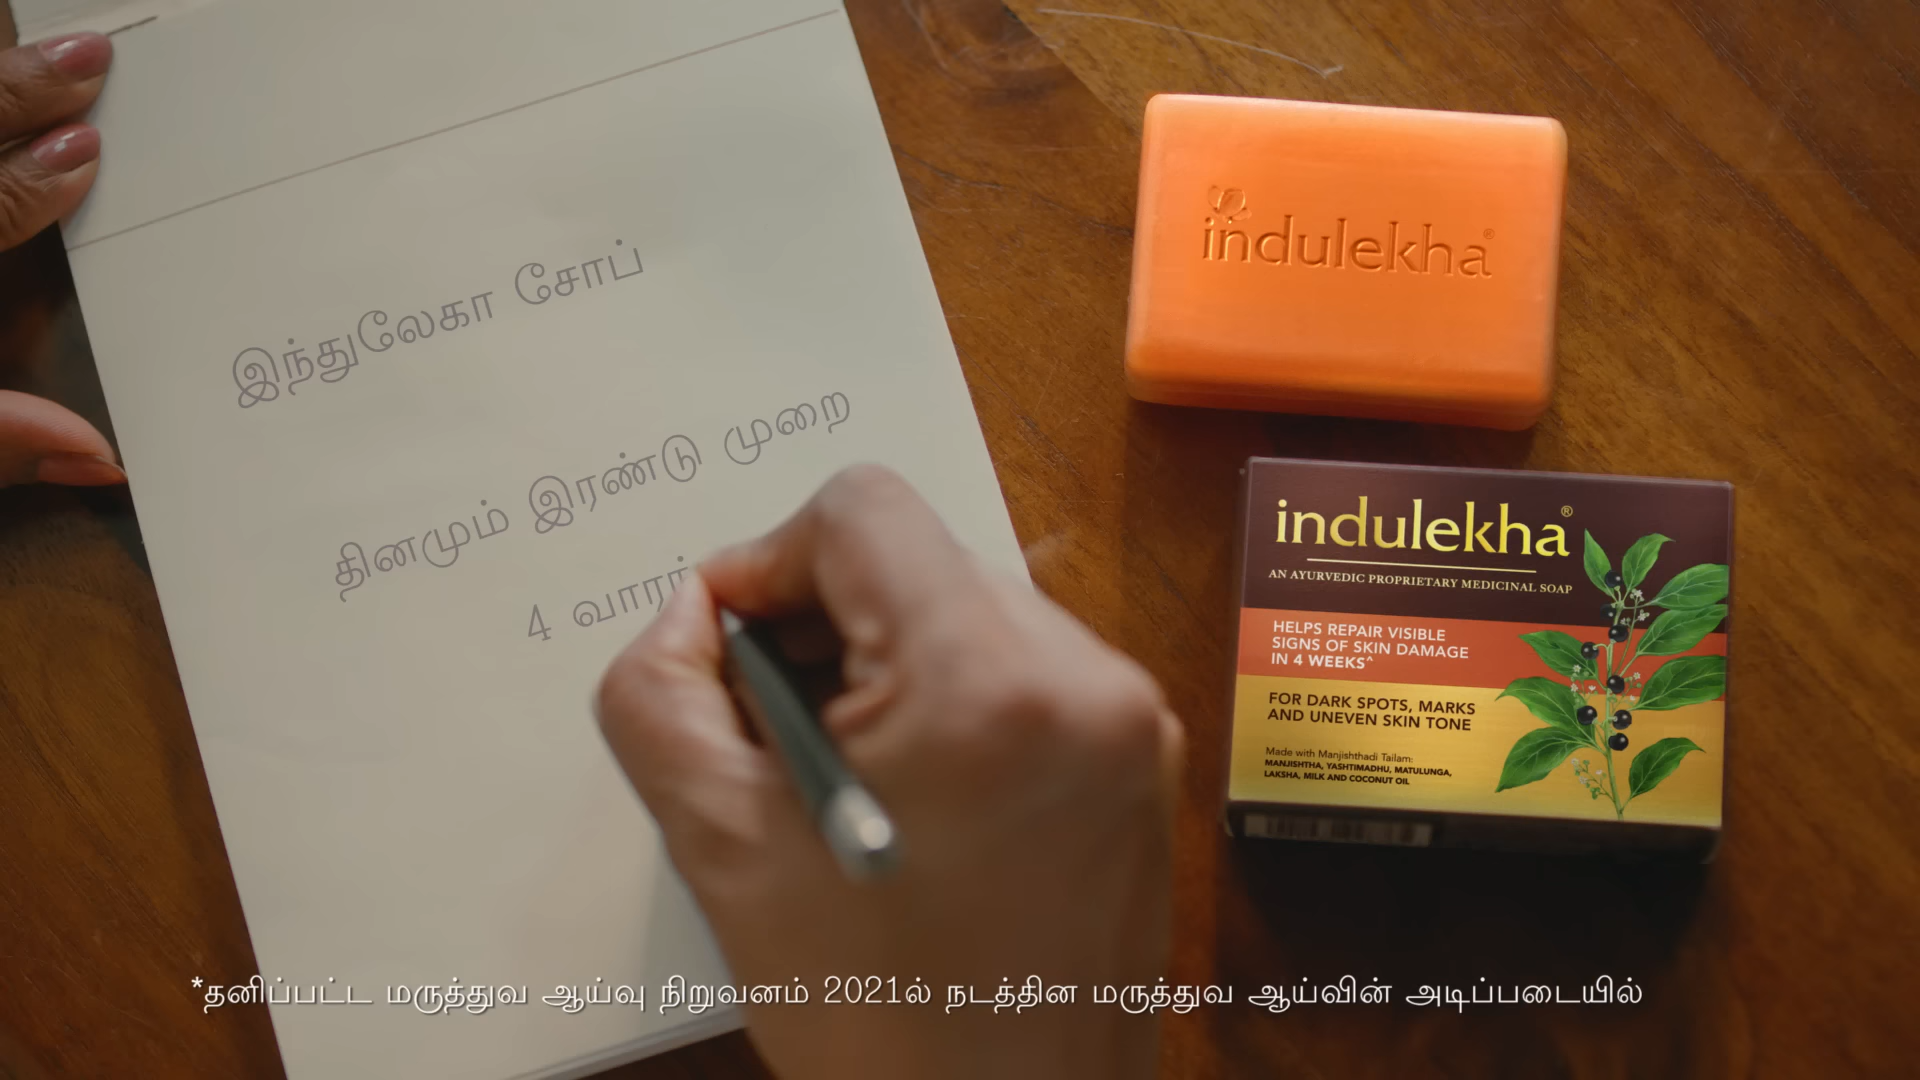 இந்துலேகா சோப்
தினமும் இரண்டு முறை
4
indulekha®
indulekha®
AN AYURVEDIC PROPRIETARY MEDICINAL SOAP
HELPS REPAIR VISIBLE
SIGNS OF SKIN DAMAGE
IN 4 WEEKS^
FOR DARK SPOTS, MARKS
AND UNEVEN SKIN TONE
Made with Manjishthadi Tailam:
MANJISHTHA, YASHTIMADHU, MATULUNGA,
LAKSHA, MILK AND COCONUT OIL
*தனிப்பட்ட மருத்துவ ஆய்வு நிறுவனம் 2021ல் நடத்தின மருத்துவ ஆய்வின் அடிப்படையில்